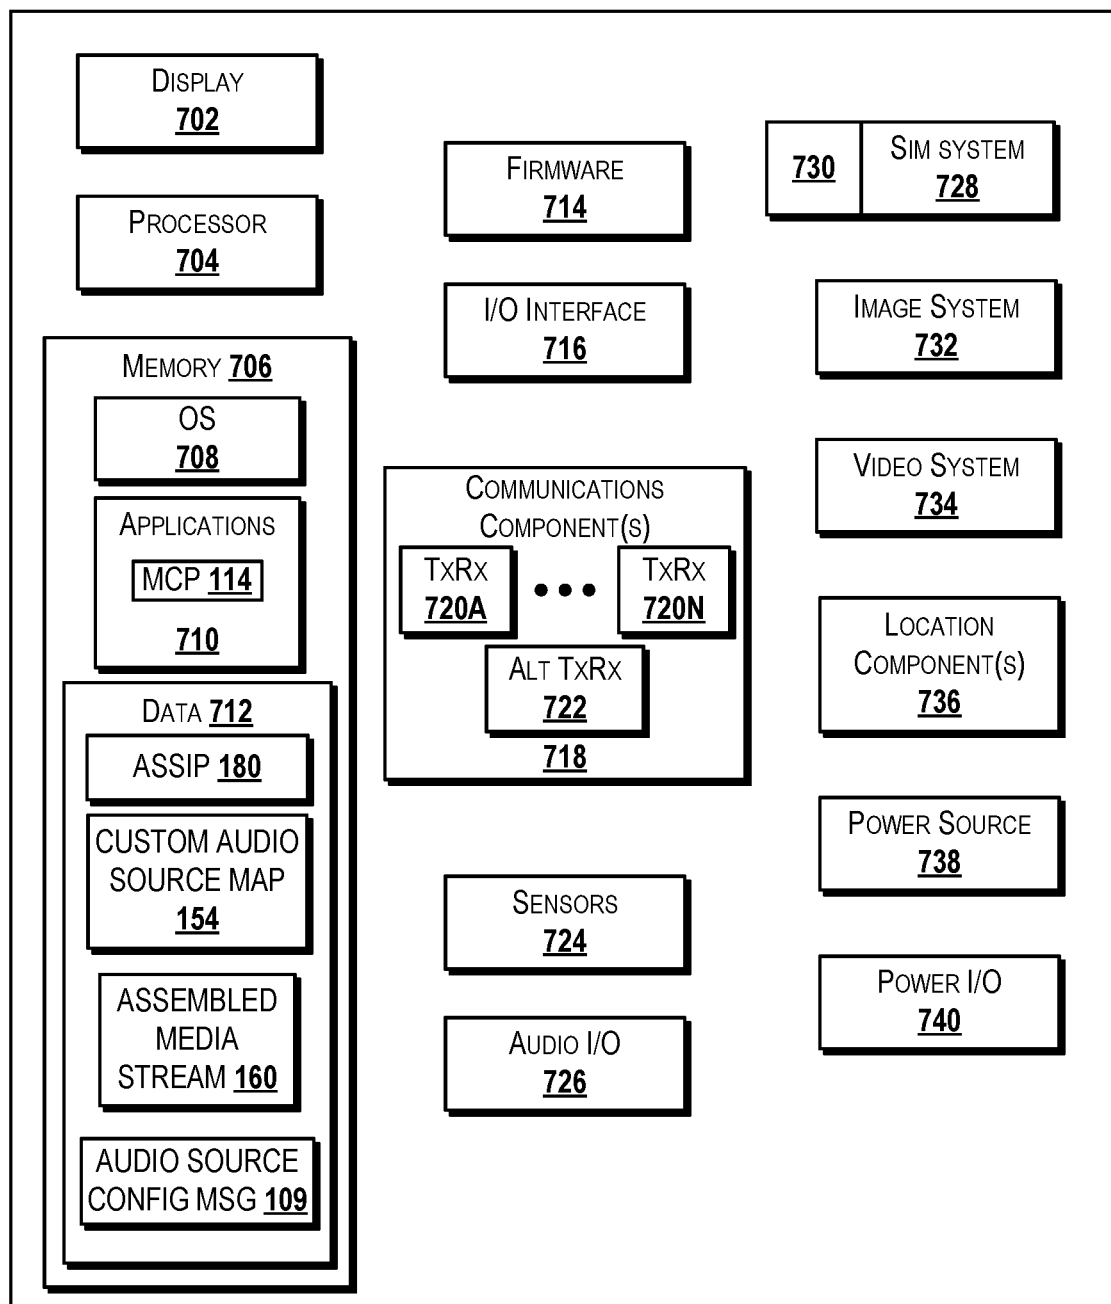 Display
702
Processor
704
Memory 706
OS
708
Applications
MCP 114
710
Data 712
ASSIP 180
CUSTOM AUDIO
SOURCE MAP
154
ASSEMBLED
MEDIA
STREAM 160
AUDIO SOURCE
CONFIG MSG 109
Firmware
714
I/O Interface
716
Communications
Component(s)
TxRx
720A
TxRx
720N
Alt TxRx
722
718
Sensors
724
Audio I/O
726
730
Sim system
728
Image System
732
Video System
734
Location
Component(s)
736
Power Source
738
Power I/O
740